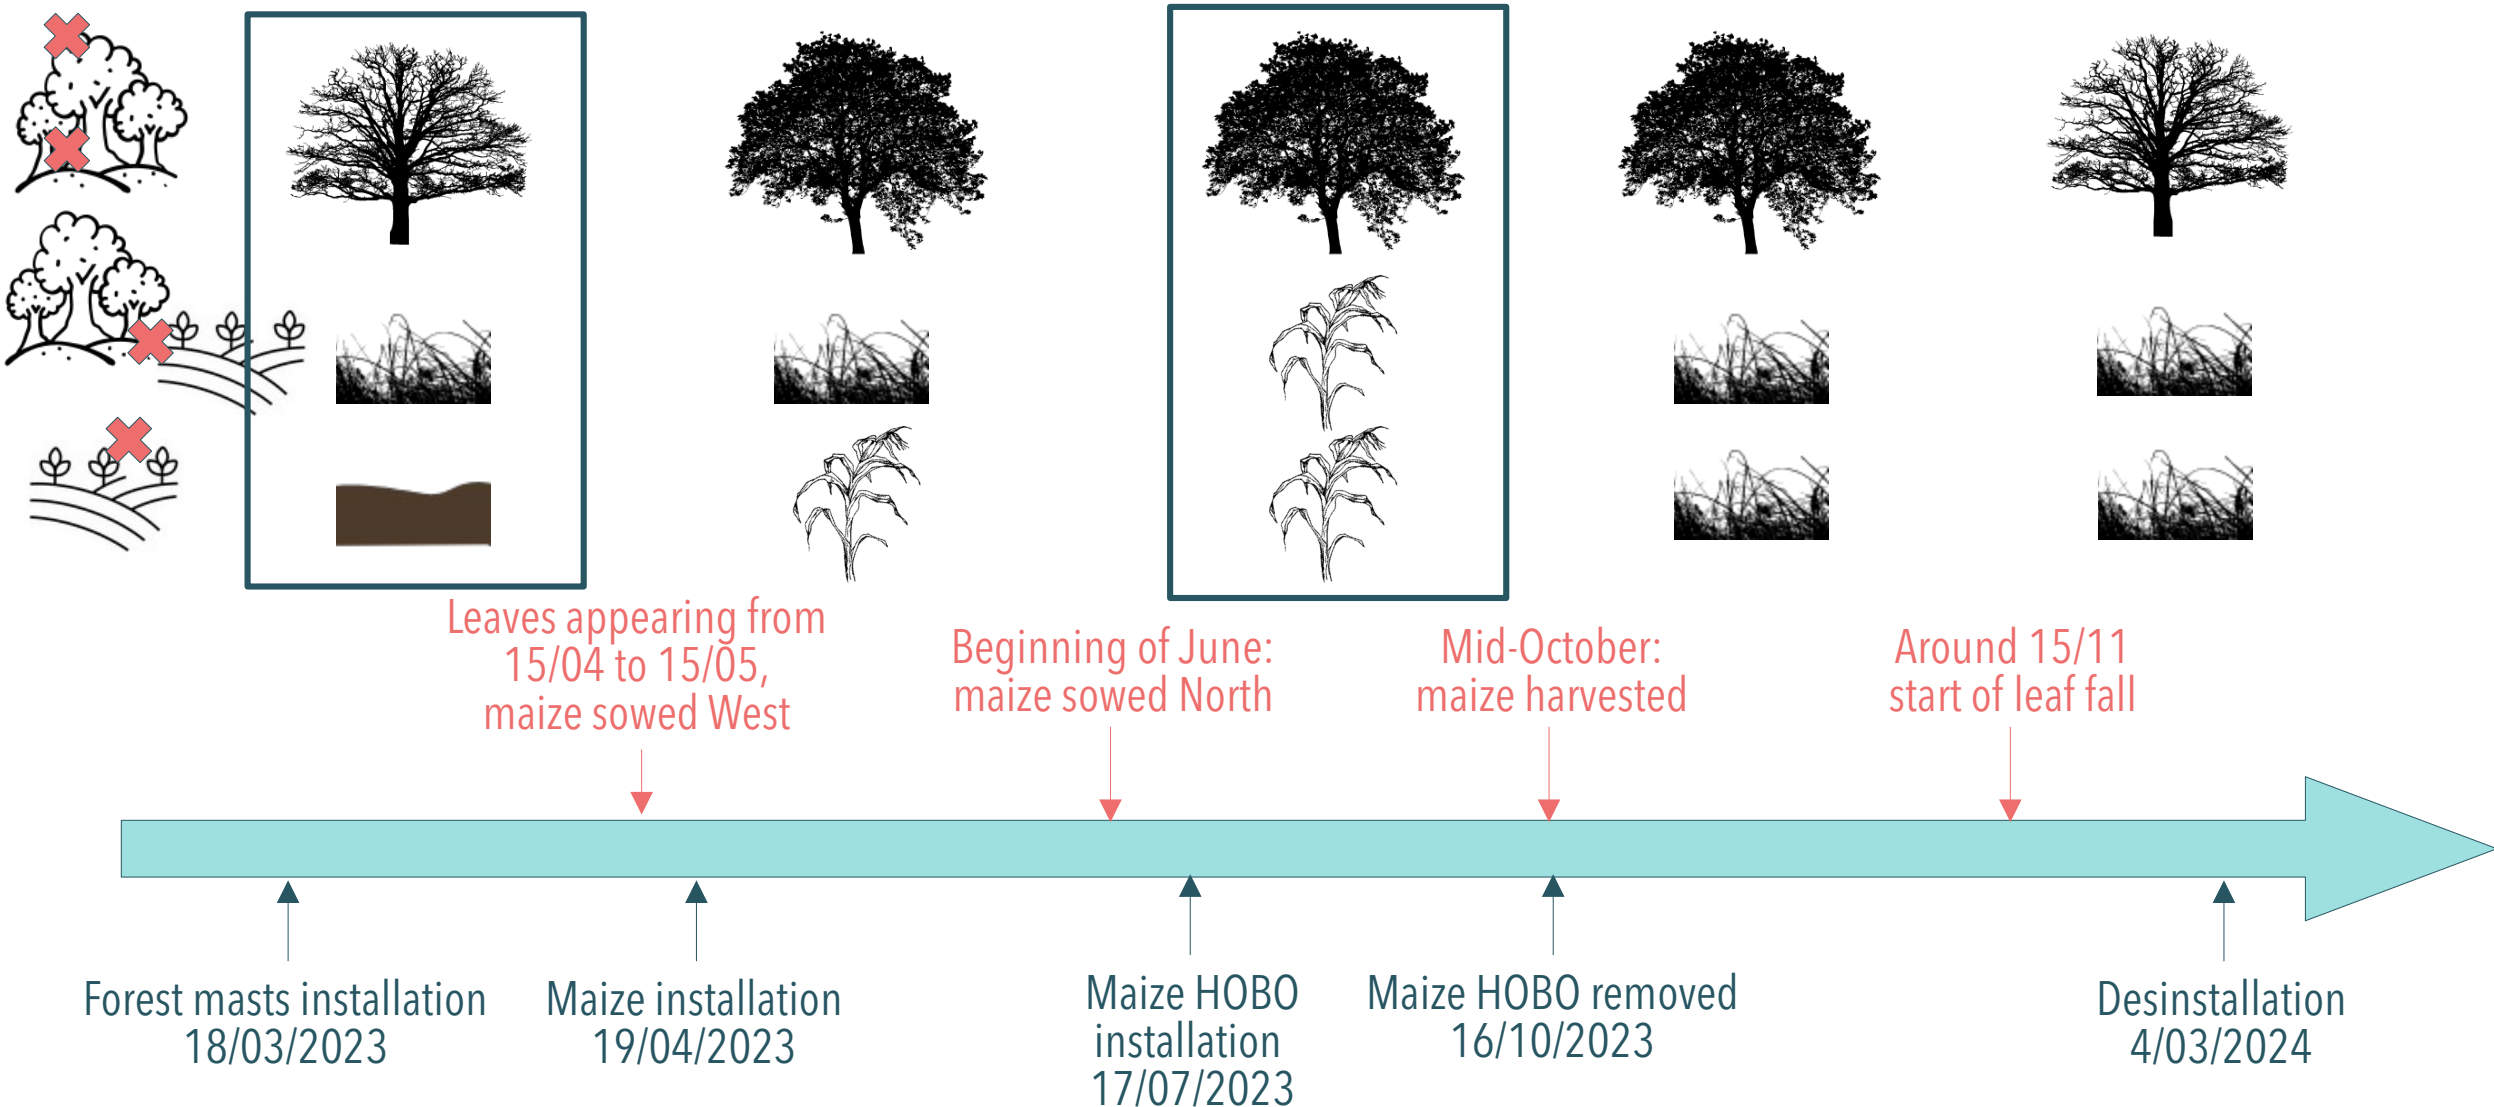 Leaves appearing from
15/04 to 15/05,
maize sowed West
Beginning of June:
maize sowed North
Mid-October:
maize harvested
Around 15/11
start of leaf fall
Forest masts installation
18/03/2023
Maize installation
19/04/2023
Maize HOBO
installation
17/07/2023
Maize HOBO removed
16/10/2023
Desinstallation
4/03/2024